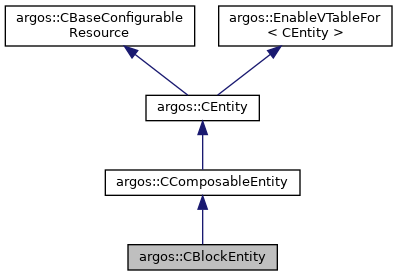 argos::CBaseConfigurable
Resource
argos::EnableVTableFor
< CEntity >
argos::CEntity
argos::CComposableEntity
argos::CBlockEntity